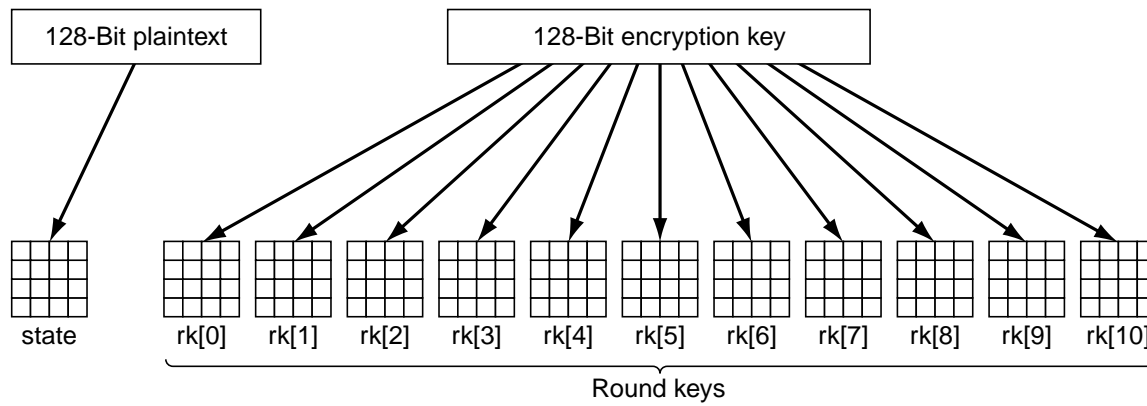 128-Bit plaintext 128-Bit encryption key
state rk[0] rk[1] rk[2] rk[3] rk[4] rk[5] rk[6] rk[7] rk[8] rk[9] rk[10]
Round keys